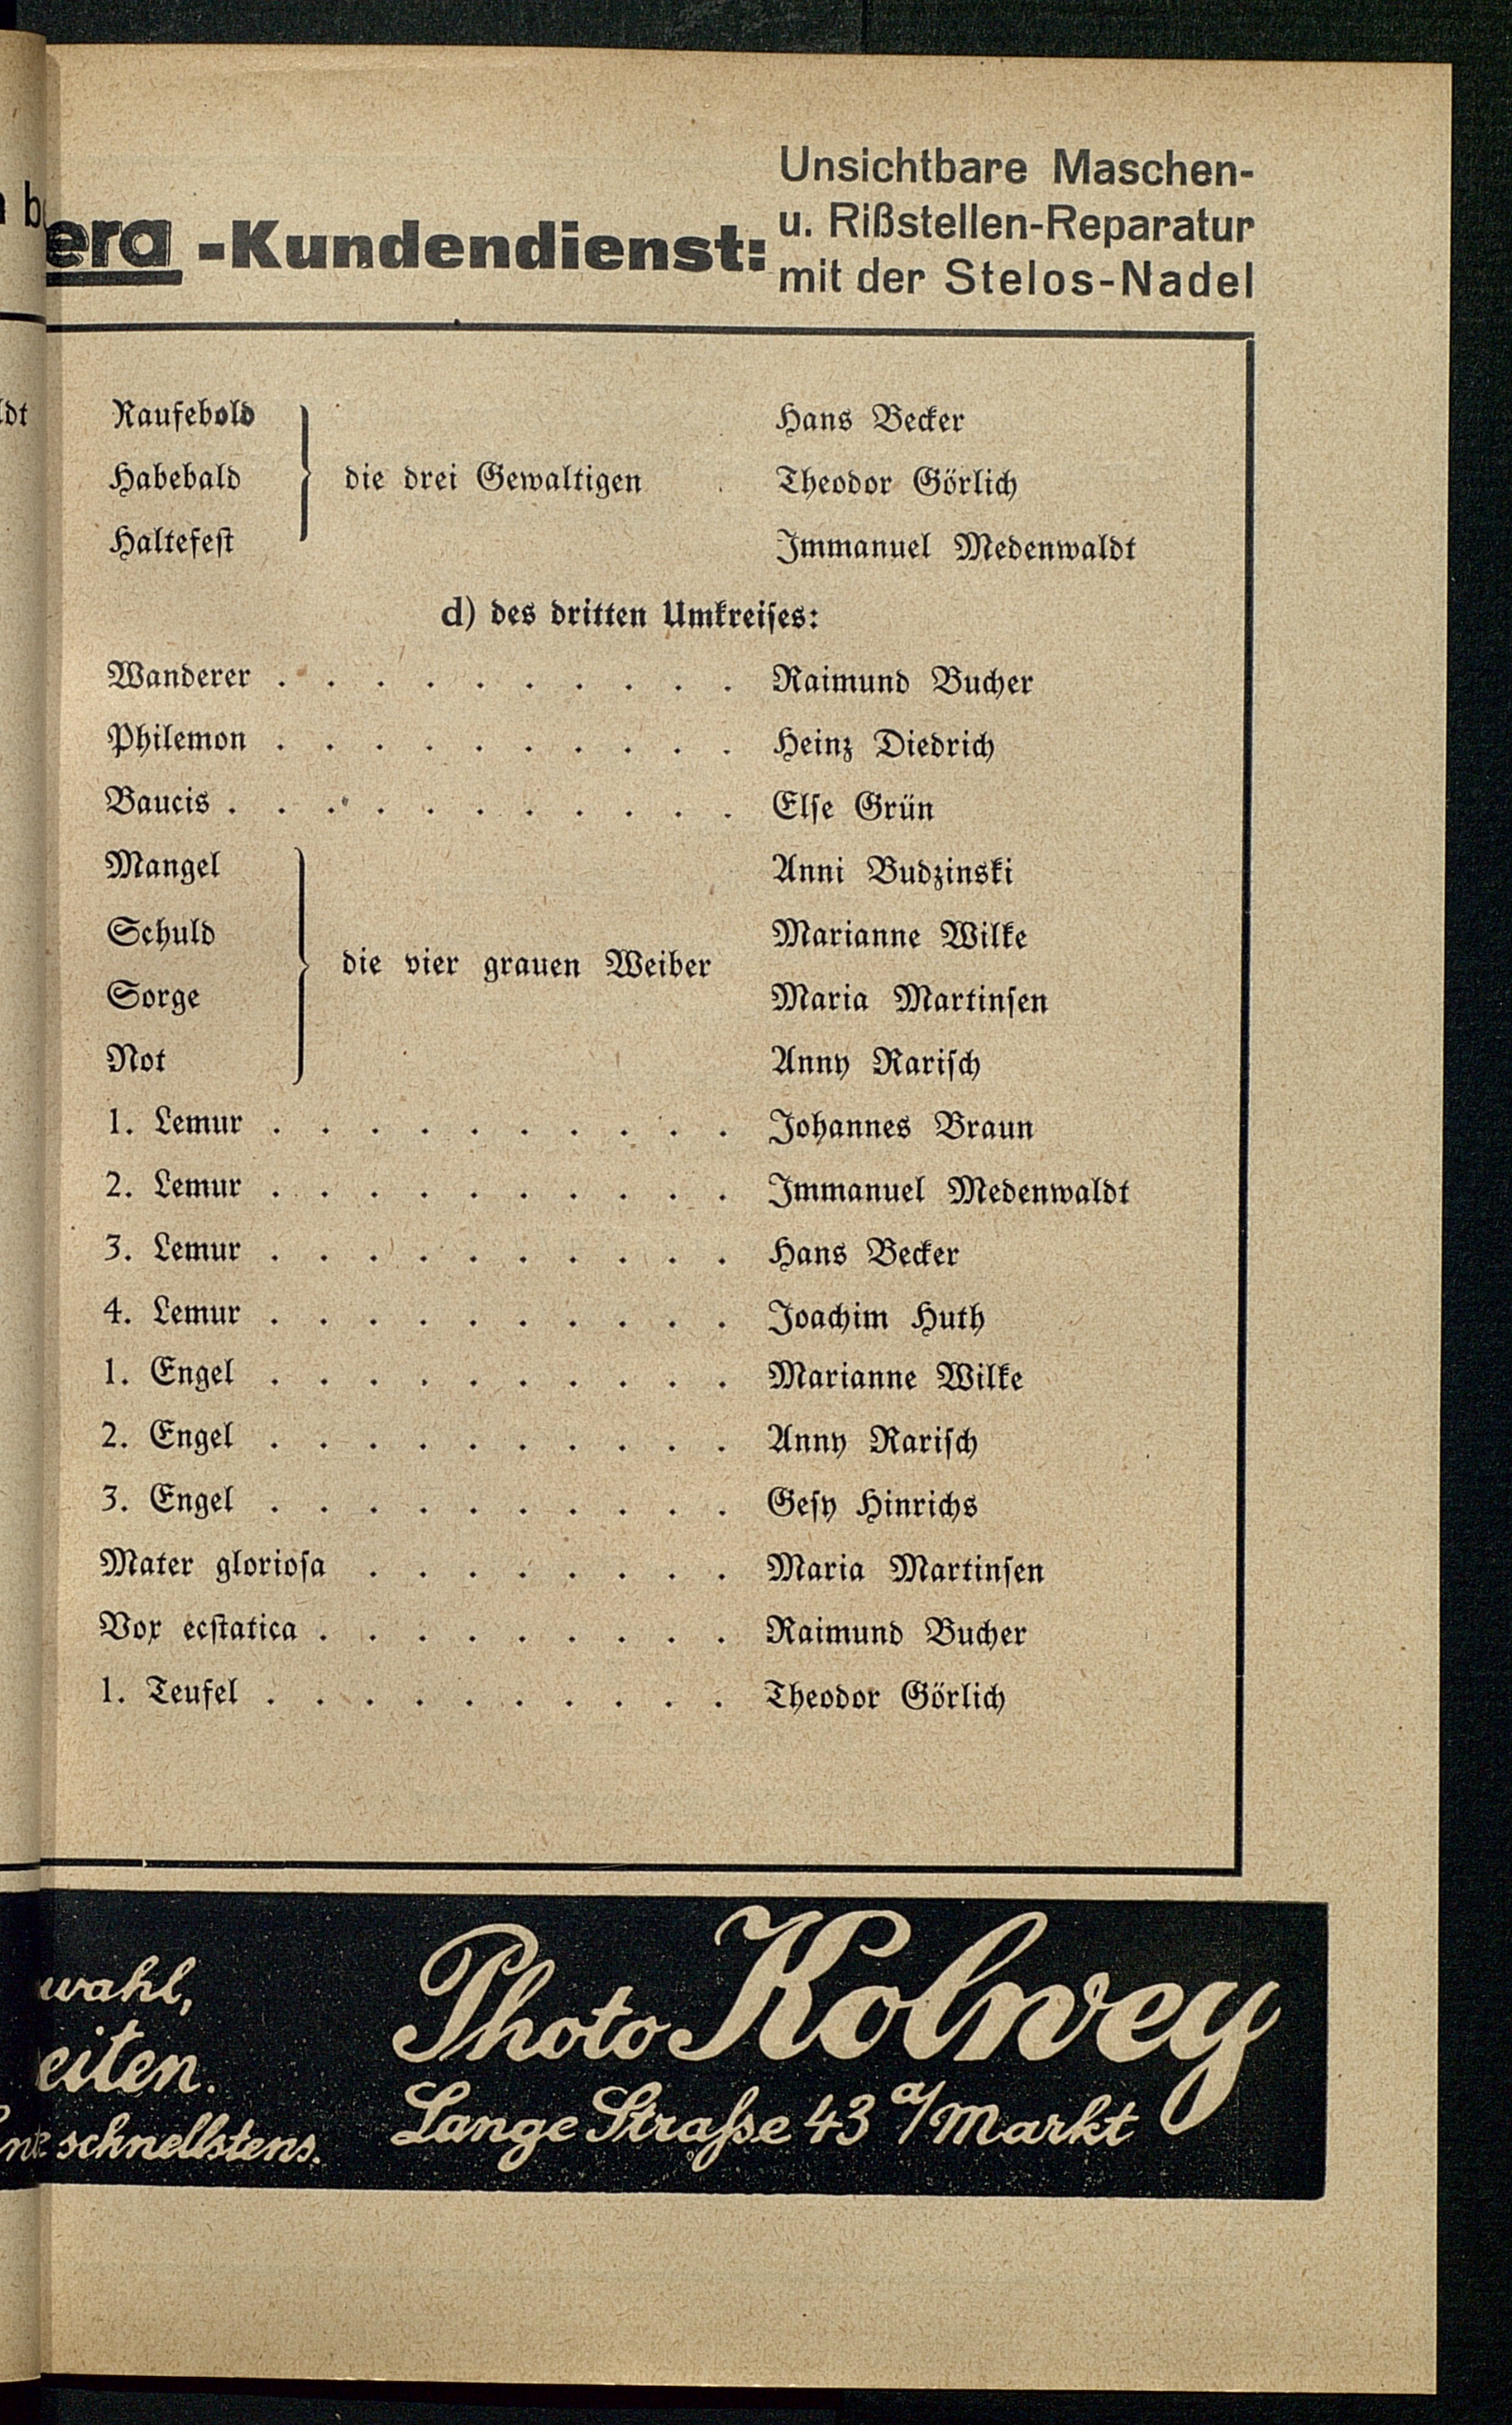 era -Kundendienst:
Unsichtbare Maschen-
u. Rißstellen-Reparatur
mit der Stelos-Nadel
Raufebold Hans Becker
Habebald die drei Gewaltigen . Theodor Görlich
Haltefest Immanuel Medenwaldt
d) des dritten Umkreises:
Wanderer . . . . . . . . . . Raimund Bucher
Philemon . . . . . . . . . . Heinz Diedrich
Baucis . . . . . . . . . . . Else Grün
Mangel Anni Budzinski
Schuld Marianne Wilke
die vier grauen Weiber
Sorge Maria Martinsen
Not Anny Rarisch
1. Lemur . . . . . . . . . . Johannes Braun
2. Lemur . . . . . . . . . . Immanuel Medenwaldt
3. Lemur . . . . . . . . . . Hans Becker
4. Lemur . . . . . . . . . . Joachim Huth
1. Engel . . . . . . . . . . Marianne Wilke
2. Engel . . . . . . . . . . Anny Rarisch
3. Engel . . . . . . . . . . Gesy Hinrichs
Mater gloriosa . . . . . . . . Maria Martinsen
Vox ecstatica . . . . . . . . . Raimund Bucher
1. Teufel . . . . . . . . . . Theodor Görlich
wahl,
eiten.
schnellstens.
Photo Kolwey
Lange Straße 43 a/Markt